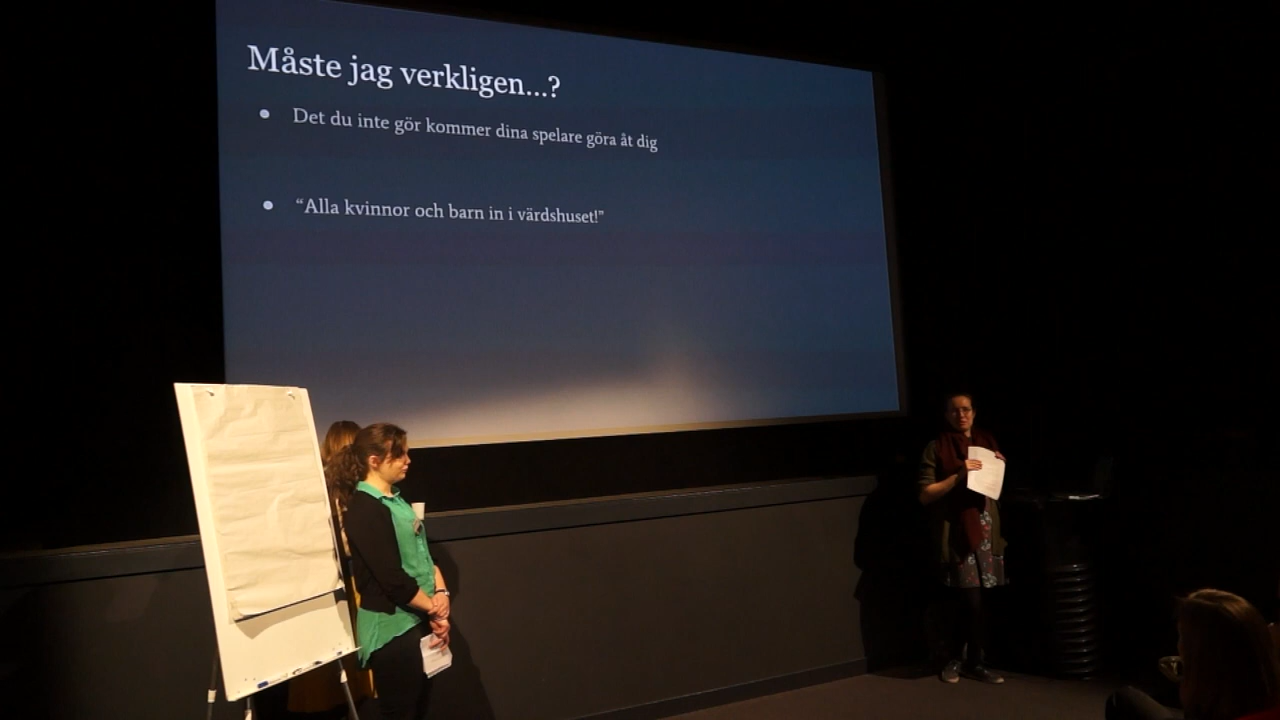 Måste jag verkligen...?
Det du inte gör kommer dina spelare göra åt dig
“Alla kvinnor och barn in i värdshuset!”